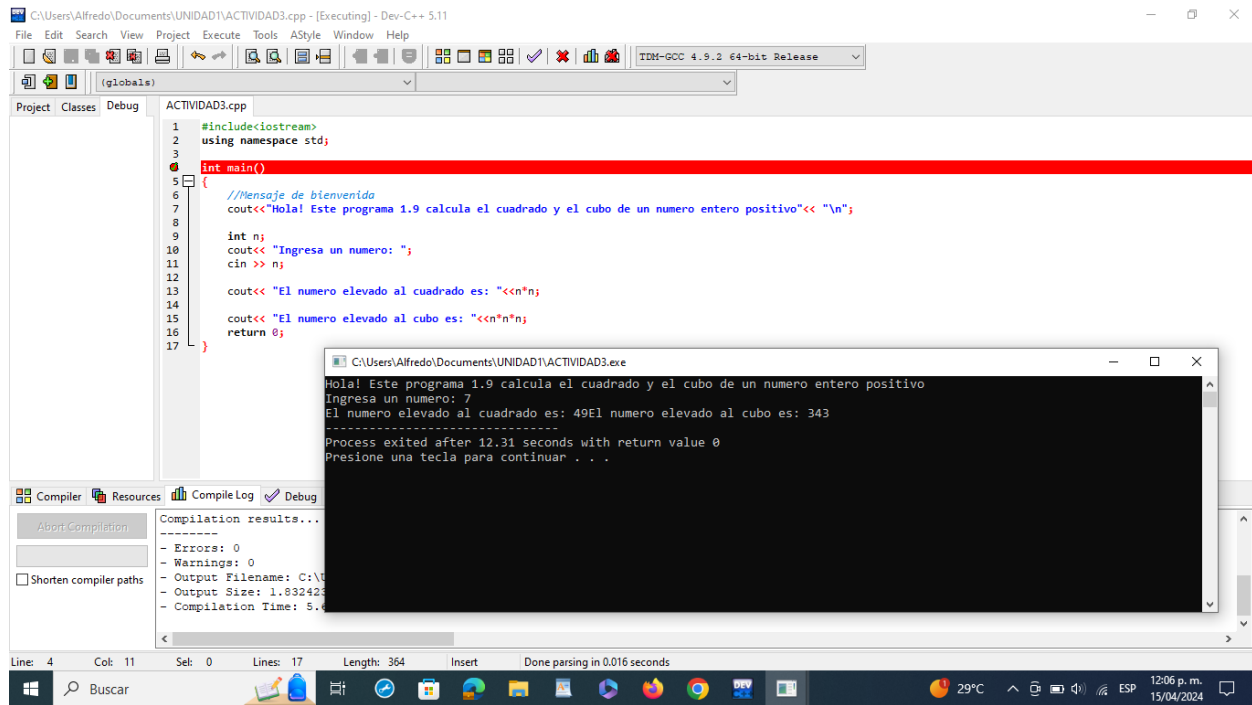 C:\Users\Alfredo\Documents\UNIDAD1\ACTIVIDAD3.cpp - [Executing] - Dev-C++ 5.11
File Edit Search View Project Execute Tools AStyle Window Help
TDM-GCC 4.9.2 64-bit Release
(globals)
Project Classes Debug ACTIVIDAD3.cpp
1 #include<iostream>
2 using namespace std;
3
int main()
5 {
6 //Mensaje de bienvenida
7 cout<<"Hola! Este programa 1.9 calcula el cuadrado y el cubo de un numero entero positivo"<< "\n";
8
9 int n;
10 cout<< "Ingresa un numero: ";
11 cin >> n;
12
13 cout<< "El numero elevado al cuadrado es: "<<n*n;
14
15 cout<< "El numero elevado al cubo es: "<<n*n*n;
16 return 0;
17 }
C:\Users\Alfredo\Documents\UNIDAD1\ACTIVIDAD3.exe
Hola! Este programa 1.9 calcula el cuadrado y el cubo de un numero entero positivo
Ingresa un numero: 7
El numero elevado al cuadrado es: 49El numero elevado al cubo es: 343
--------------------------------
Process exited after 12.31 seconds with return value 0
Presione una tecla para continuar . . .
Compiler Resources Compile Log Debug
Abort Compilation
Shorten compiler paths
Compilation results...
--------
- Errors: 0
- Warnings: 0
- Output Filename: C:\
- Output Size: 1.832423
- Compilation Time: 5.
Line: 4 Col: 11 Sel: 0 Lines: 17 Length: 364 Insert Done parsing in 0.016 seconds
Buscar
DEV
1
29°C
ESP
12:06 p. m.
15/04/2024